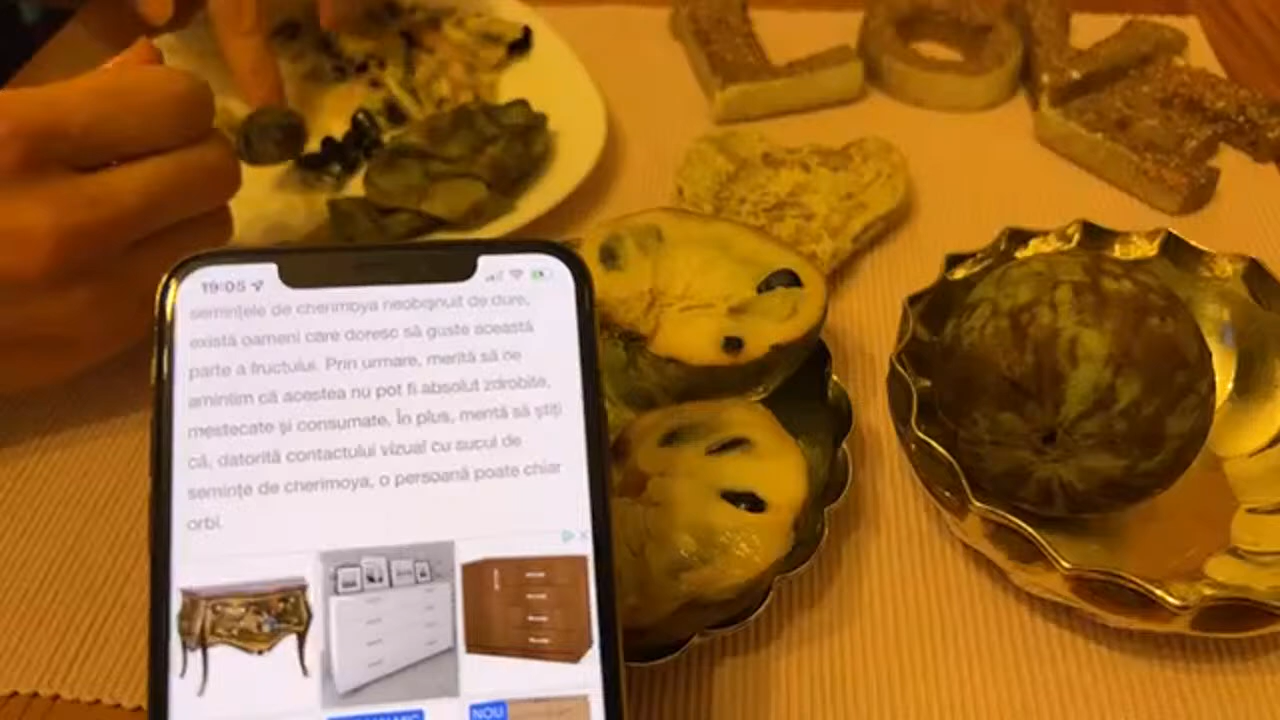 LOV
19:05
semințele de cherimoya neobișnuit de dure,
există oameni care doresc să guste această
parte a fructului. Prin urmare, merită să ne
amintim că acestea nu pot fi absolut zdrobite,
mestecate și consumate. În plus, merită să știți
că, datorită contactului vizual cu sucul de
semințe de cherimoya, o persoană poate chiar
orbi.
NOU